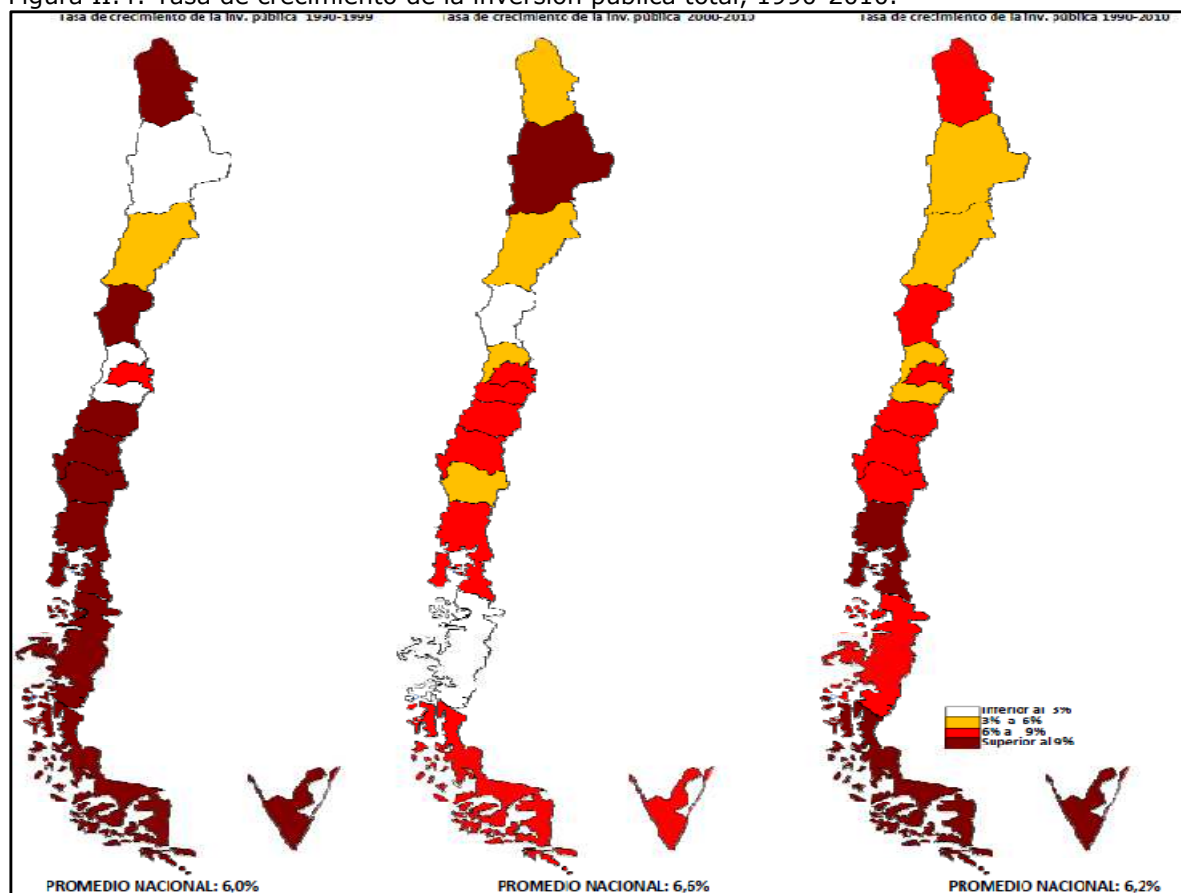 Figura II.4. Tasa de crecimiento de la inversión pública total, 1990-2010.
Tasa de crecimiento de la inv. pública 1990-1999
Tasa de crecimiento de la inv. pública 2000-2010
Tasa de crecimiento de la inv. pública 1990-2010
Inferior al 3%
3% a 6%
6% a 9%
Superior al 9%
PROMEDIO NACIONAL: 6,0%
PROMEDIO NACIONAL: 6,5%
PROMEDIO NACIONAL: 6,2%